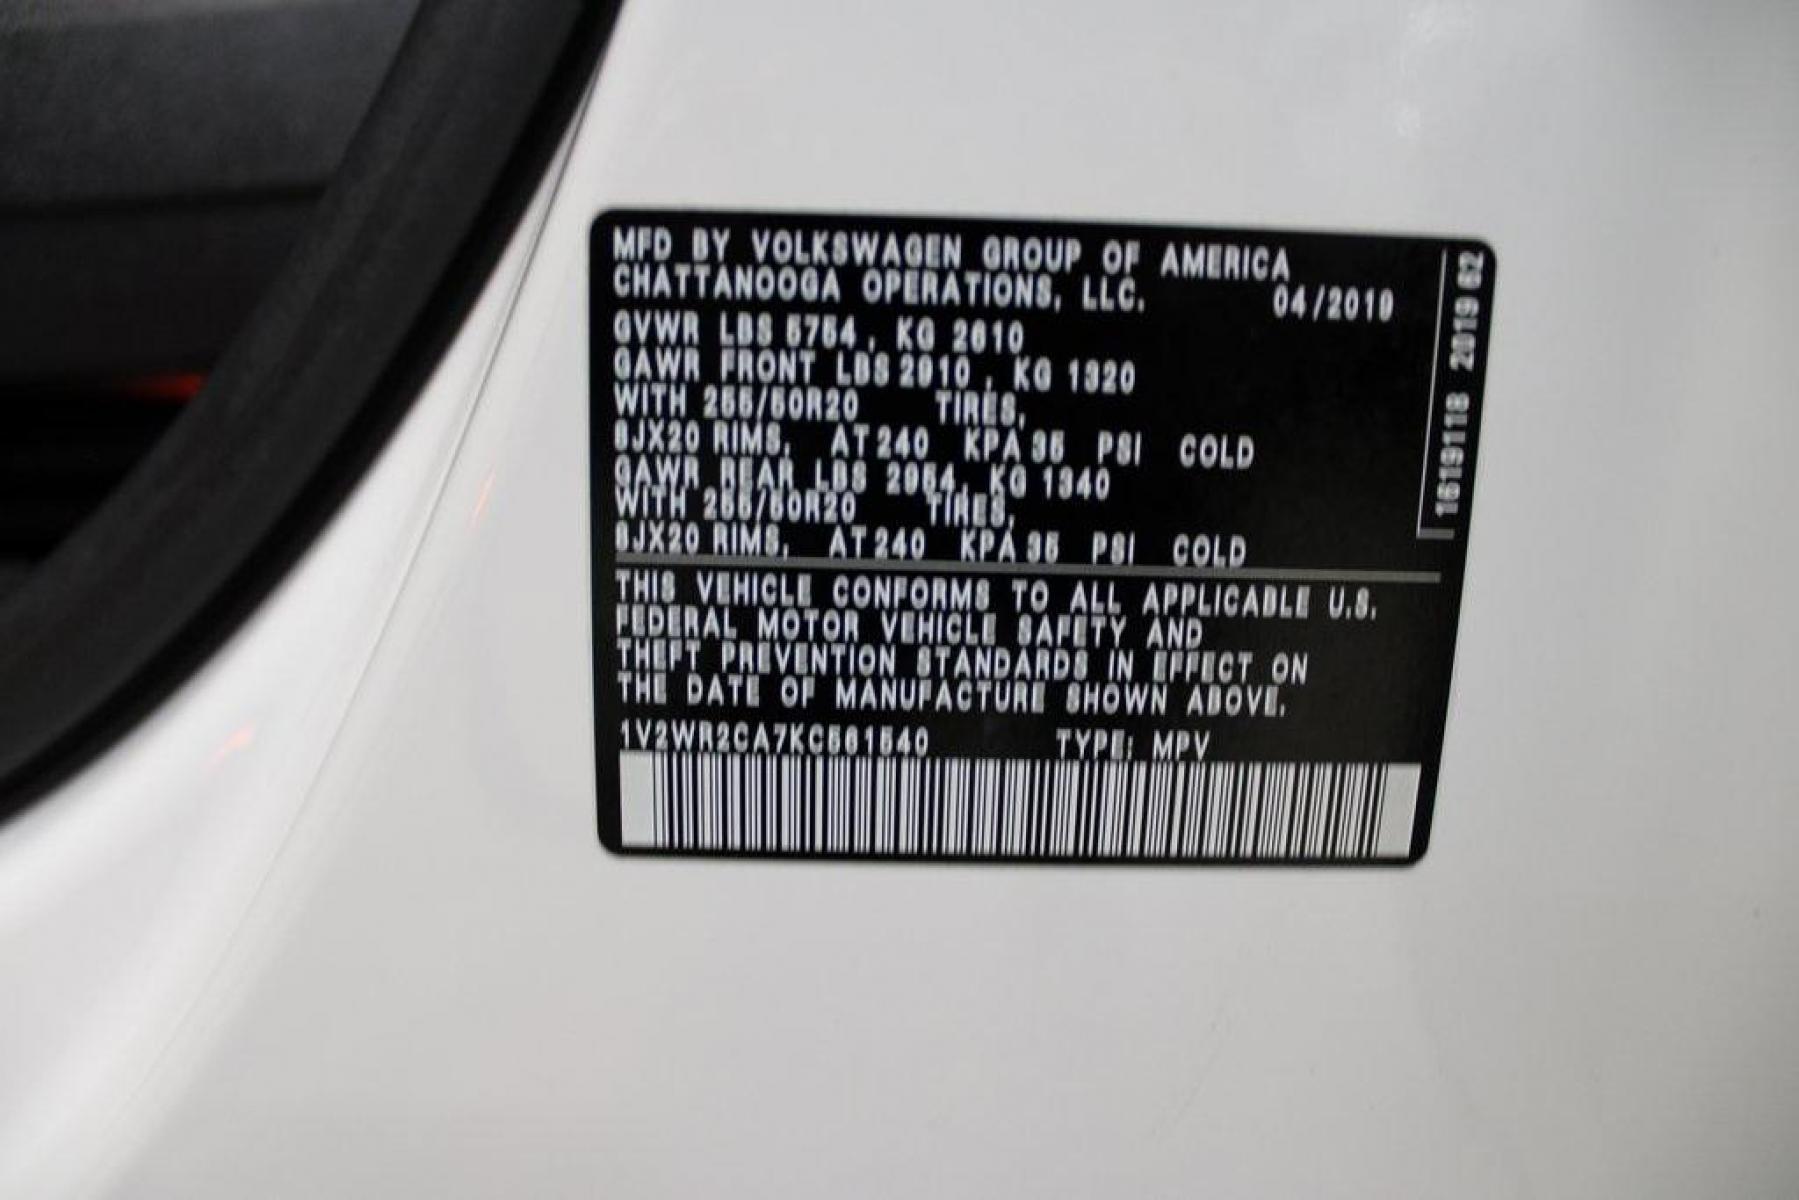 MFD BY VOLKSWAGEN GROUP OF AMERICA
CHATTANOOGA OPERATIONS, LLC. 04/2019
GVWR LBS 5754, KG 2610
GAWR FRONT LBS 2910, KG 1320
WITH 255/50R20 TIRES,
8JX20 RIMS, AT 240 KPA 35 PSI COLD
GAWR REAR LBS 2954, KG 1340
WITH 255/50R20 TIRES,
8JX20 RIMS, AT 240 KPA 35 PSI COLD
THIS VEHICLE CONFORMS TO ALL APPLICABLE U.S.
FEDERAL MOTOR VEHICLE SAFETY AND
THEFT PREVENTION STANDARDS IN EFFECT ON
THE DATE OF MANUFACTURE SHOWN ABOVE.
1V2WR2CA7KC561540 TYPE: MPV
1619118 2019 62